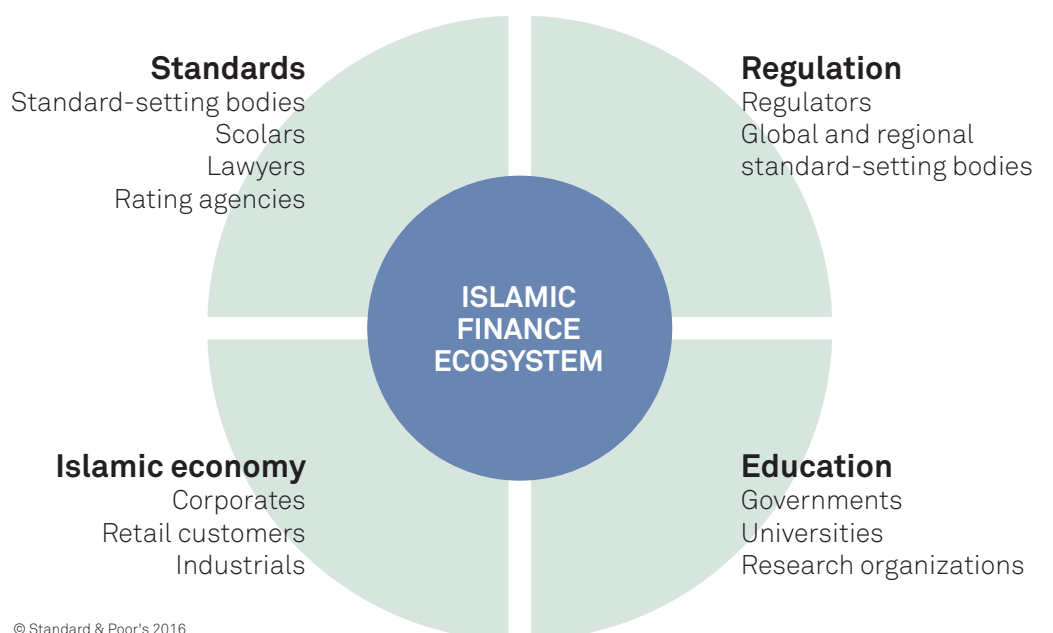 Standards
Standard-setting bodies
Scolars
Lawyers
Rating agencies
Regulation
Regulators
Global and regional
standard-setting bodies
ISLAMIC
FINANCE
ECOSYSTEM
Islamic economy
Corporates
Retail customers
Industrials
Education
Governments
Universities
Research organizations
© Standard & Poor's 2016